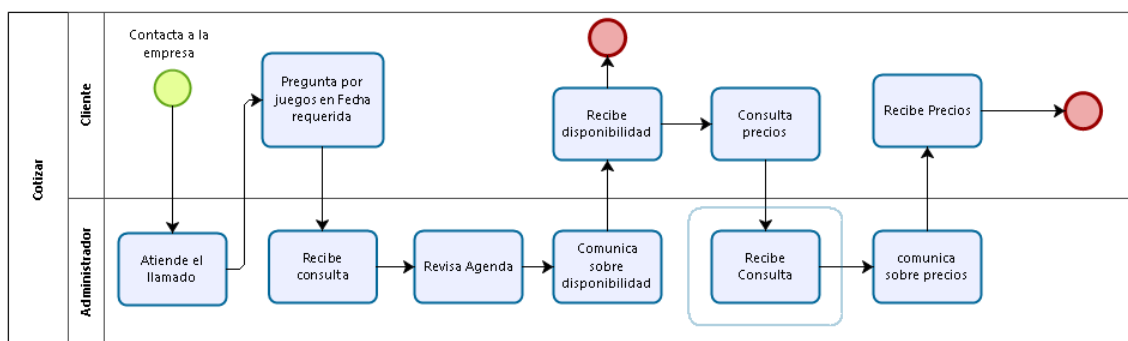 Cotizar
Cliente
Contacta a la
empresa
Pregunta por
juegos en Fecha
requerida
Recibe
disponibilidad
Consulta
precios
Recibe Precios
Administrador
Atiende el
llamado
Recibe
consulta
Revisa Agenda
Comunica
sobre
disponibilidad
Recibe
Consulta
comunica
sobre precios